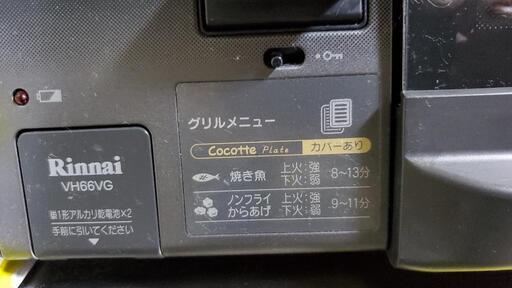 グリルメニュー
Cocotte Plate カバーあり
焼き魚 上火:強 下火:弱 8~13分
ノンフライ からあげ 上火:強 下火:弱 9~11分
Rinnai
VH66VG
単1形アルカリ乾電池×2
手前に引いてください